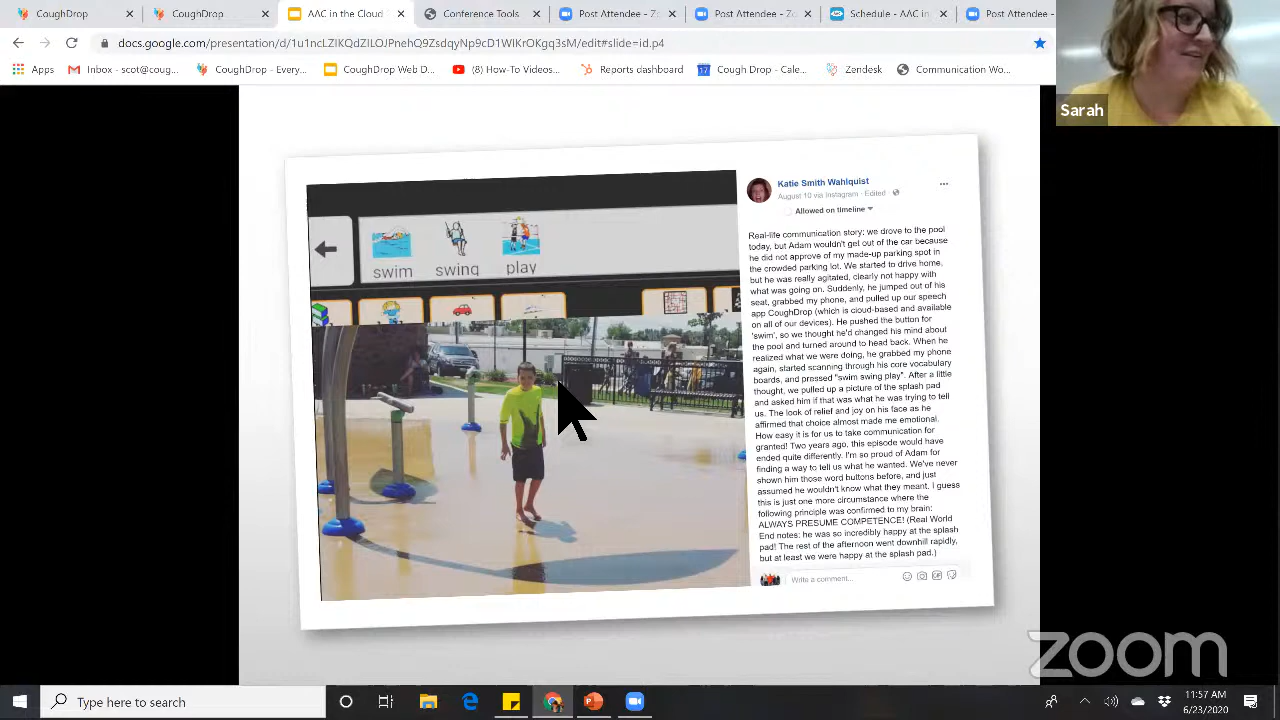 CoughDrop
CoughDrop
AAC in the Cloud
Conference Tools
Post Attendee - Z
Post Attendee - Z
Schedule - AAC in
Post Attendee -
docs.google.com/presentation/d/
/edit#slide=id.p4
Apps
Inbox - scot@coug...
CoughDrop - Every...
CoughDrop Web D...
(8) How-To Videos...
Reports dashboard
Cough Drop - Cale...
Zendesk
Communication Wo...
Sarah
swim
swing
play
Katie Smith Wahlquist
August 10 via Instagram · Edited
Allowed on timeline
Real-life communication story: we drove to the pool
today, but Adam wouldn't get out of the car because
he did not approve of my made-up parking spot in
the crowded parking lot. We started to drive home,
but he was really agitated, clearly not happy with
what was going on. Suddenly, he jumped out of his
seat, grabbed my phone, and pulled up our speech
app CoughDrop (which is cloud-based and available
on all of our devices). He pushed the button for
'swim', so we thought he'd changed his mind about
the pool and turned around to head back. When he
realized what we were doing, he grabbed my phone
again, started scanning through his core vocabulary
boards, and pressed "swim swing play". After a little
thought, we pulled up a picture of the splash pad
and asked him if that was what he was trying to tell
us. The look of relief and joy on his face as he
affirmed that choice almost made me emotional.
How easy it is for us to take communication for
granted! Two years ago, this episode would have
ended quite differently. I'm so proud of Adam for
finding a way to tell us what he wanted. We've never
shown him those word buttons before, and just
assumed he wouldn't know what they meant. I guess
this is just one more circumstance where the
following principle was confirmed to my brain:
ALWAYS PRESUME COMPETENCE! (Real World
End notes: he was so incredibly happy at the splash
pad! The rest of the afternoon went downhill rapidly,
but at least we were happy at the splash pad.)
Write a comment...
zoom
Type here to search
11:57 AM
6/23/2020